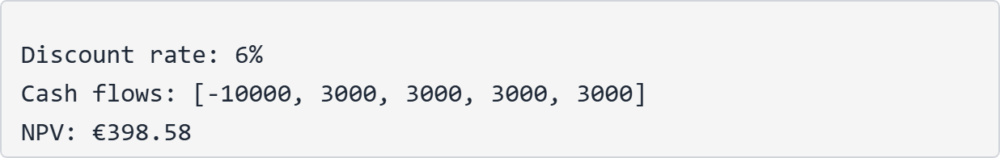 Discount rate: 6%
Cash flows: [-10000, 3000, 3000, 3000, 3000]
NPV: €398.58